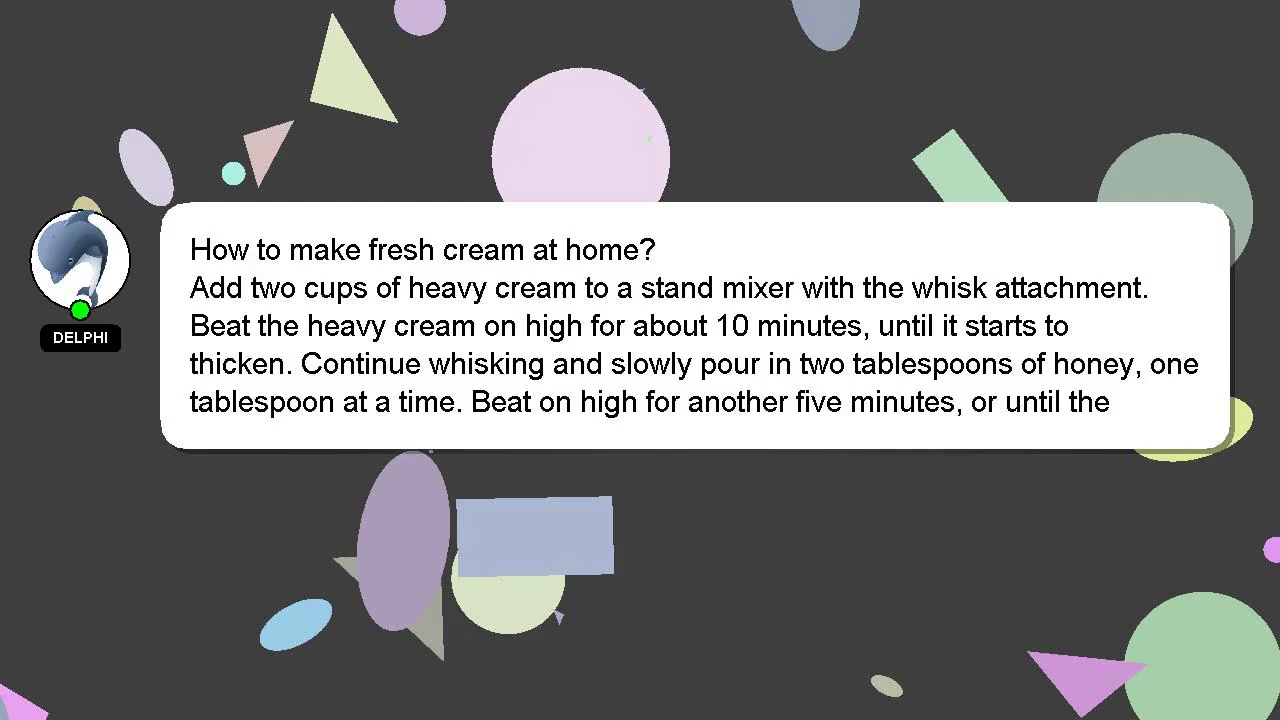 How to make fresh cream at home?
Add two cups of heavy cream to a stand mixer with the whisk attachment.
Beat the heavy cream on high for about 10 minutes, until it starts to
thicken. Continue whisking and slowly pour in two tablespoons of honey, one
tablespoon at a time. Beat on high for another five minutes, or until the
DELPHI